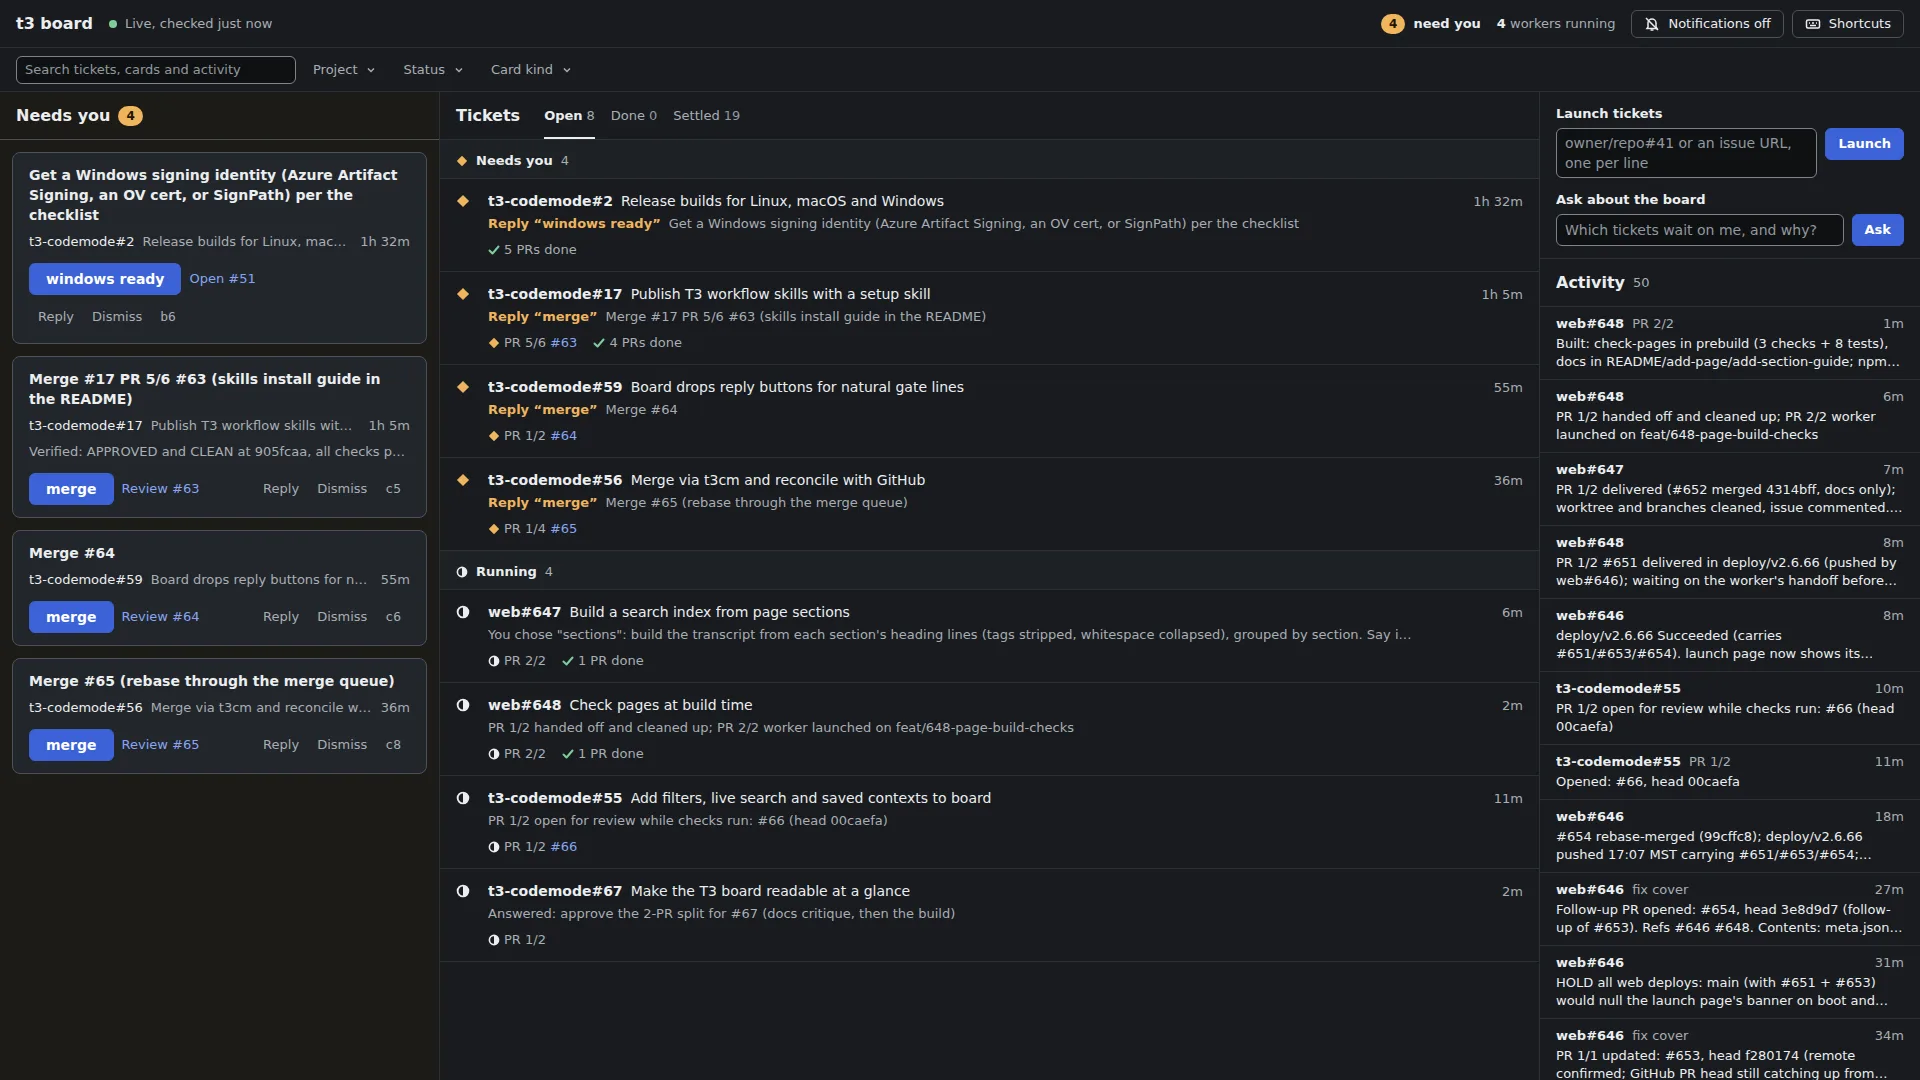 t3 board
Live, checked just now
4 need you
4 workers running
Notifications off
Shortcuts
Search tickets, cards and activity
Project
Status
Card kind
Needs you 4
Get a Windows signing identity (Azure Artifact
Signing, an OV cert, or SignPath) per the
checklist
t3-codemode#2 Release builds for Linux, mac... 1h 32m
windows ready Open #51
Reply Dismiss b6
Merge #17 PR 5/6 #63 (skills install guide in
the README)
t3-codemode#17 Publish T3 workflow skills wit... 1h 5m
Verified: APPROVED and CLEAN at 905fcaa, all checks p...
merge Review #63 Reply Dismiss c5
Merge #64
t3-codemode#59 Board drops reply buttons for n... 55m
merge Review #64 Reply Dismiss c6
Merge #65 (rebase through the merge queue)
t3-codemode#56 Merge via t3cm and reconcile w... 36m
merge Review #65 Reply Dismiss c8
Tickets Open 8 Done 0 Settled 19
Needs you 4
t3-codemode#2 Release builds for Linux, macOS and Windows 1h 32m
Reply “windows ready” Get a Windows signing identity (Azure Artifact Signing, an OV cert, or SignPath) per the checklist
5 PRs done
t3-codemode#17 Publish T3 workflow skills with a setup skill 1h 5m
Reply “merge” Merge #17 PR 5/6 #63 (skills install guide in the README)
PR 5/6 #63 4 PRs done
t3-codemode#59 Board drops reply buttons for natural gate lines 55m
Reply “merge” Merge #64
PR 1/2 #64
t3-codemode#56 Merge via t3cm and reconcile with GitHub 36m
Reply “merge” Merge #65 (rebase through the merge queue)
PR 1/4 #65
Running 4
web#647 Build a search index from page sections 6m
You chose "sections": build the transcript from each section's heading lines (tags stripped, whitespace collapsed), grouped by section. Say i...
PR 2/2 1 PR done
web#648 Check pages at build time 2m
PR 1/2 handed off and cleaned up; PR 2/2 worker launched on feat/648-page-build-checks
PR 2/2 1 PR done
t3-codemode#55 Add filters, live search and saved contexts to board 11m
PR 1/2 open for review while checks run: #66 (head 00caefa)
PR 1/2 #66
t3-codemode#67 Make the T3 board readable at a glance 2m
Answered: approve the 2-PR split for #67 (docs critique, then the build)
PR 1/2
Launch tickets
owner/repo#41 or an issue URL,
one per line
Launch
Ask about the board
Which tickets wait on me, and why?
Ask
Activity 50
web#648 PR 2/2 1m
Built: check-pages in prebuild (3 checks + 8 tests),
docs in README/add-page/add-section-guide; npm...
web#648 6m
PR 1/2 handed off and cleaned up; PR 2/2 worker
launched on feat/648-page-build-checks
web#647 7m
PR 1/2 delivered (#652 merged 4314bff, docs only);
worktree and branches cleaned, issue commented....
web#648 8m
PR 1/2 #651 delivered in deploy/v2.6.66 (pushed by
web#646); waiting on the worker's handoff before...
web#646 8m
deploy/v2.6.66 Succeeded (carries
#651/#653/#654). launch page now shows its...
t3-codemode#55 10m
PR 1/2 open for review while checks run: #66 (head
00caefa)
t3-codemode#55 PR 1/2 11m
Opened: #66, head 00caefa
web#646 18m
#654 rebase-merged (99cffc8); deploy/v2.6.66
pushed 17:07 MST carrying #651/#653/#654;...
web#646 fix cover 27m
Follow-up PR opened: #654, head 3e8d9d7 (follow-
up of #653). Refs #646 #648. Contents: meta.json...
web#646 31m
HOLD all web deploys: main (with #651 + #653)
would null the launch page's banner on boot and...
web#646 fix cover 34m
PR 1/1 updated: #653, head f280174 (remote
confirmed; GitHub PR head still catching up from...